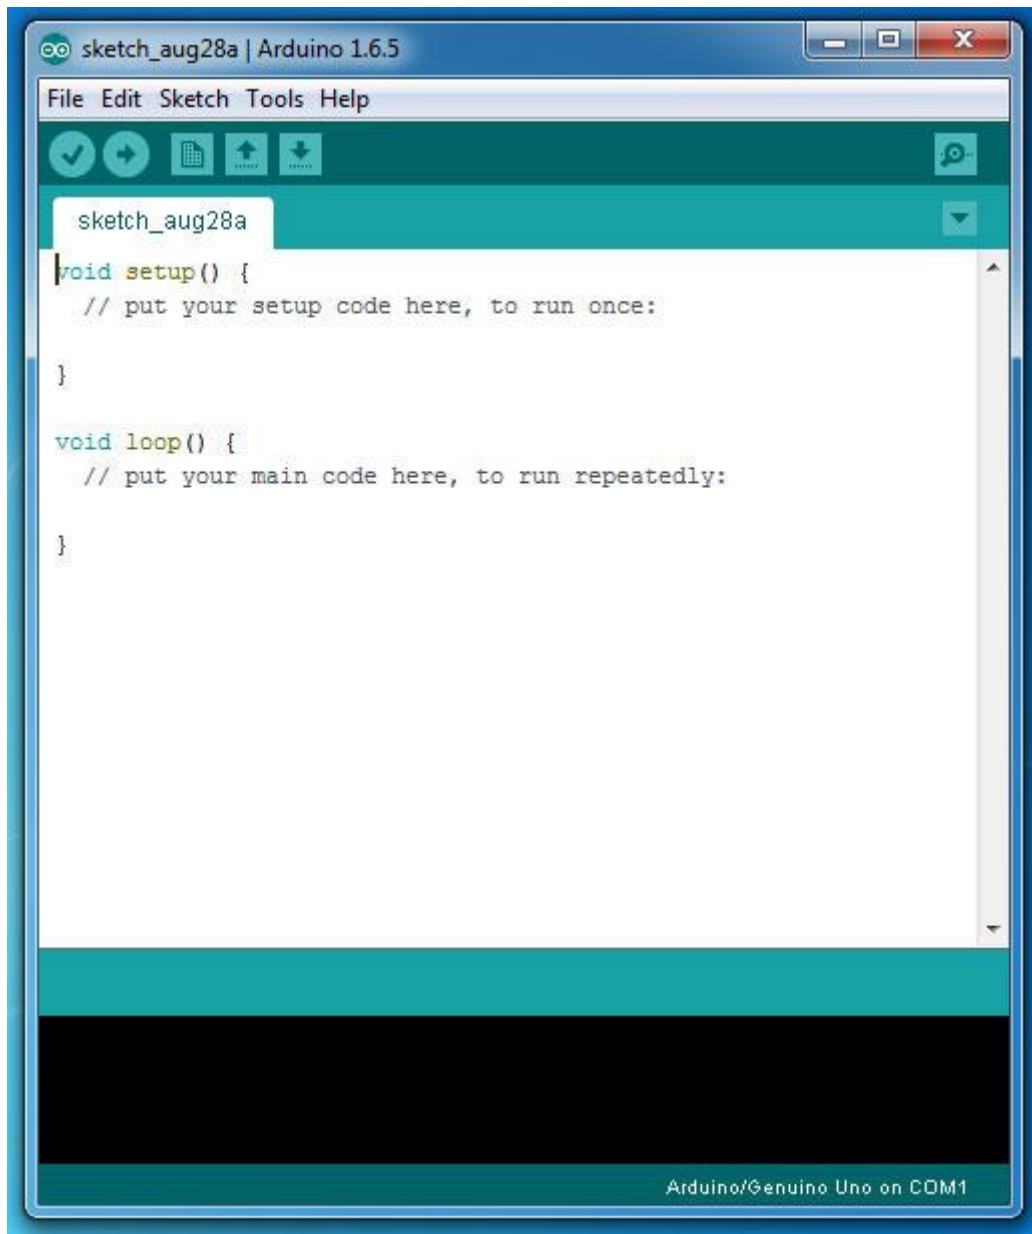 sketch_aug28a | Arduino 1.6.5
File Edit Sketch Tools Help
sketch_aug28a
void setup() {
// put your setup code here, to run once:
}
void loop() {
// put your main code here, to run repeatedly:
}
Arduino/Genuino Uno on COM1